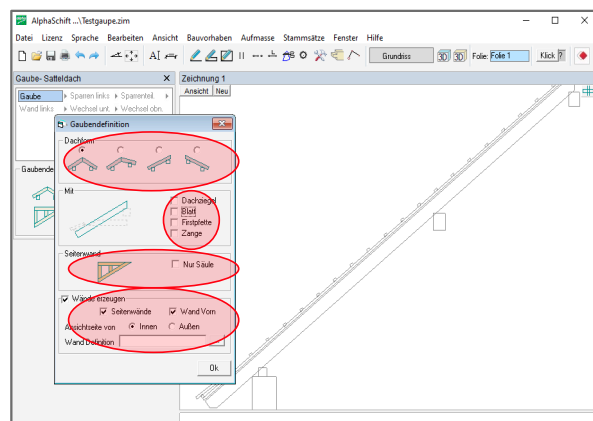 AlphaSchift ...\Testgaupe.zim
Datei Lizenz Sprache Bearbeiten Ansicht Bauvorhaben Aufmasse Stammsätze Fenster Hilfe
AI Grundriss 3D 3D Folie: Folie 1 Klick ?
Gaube- Satteldach X
Zeichnung 1
Ansicht Neu
Gaube Sparren links Sparrenteil
Wand links Wechsel unt. Wechsel obn.
Gaubendefinition
Dachform
Gaubende
Mit
Dachziegel
Blatt
Firstpfette
Zange
Seitenwand
Nur Säule
Wände erzeugen
Seitenwände Wand Vorn
Ansichtseite von Innen Außen
Wand Definition
Ok